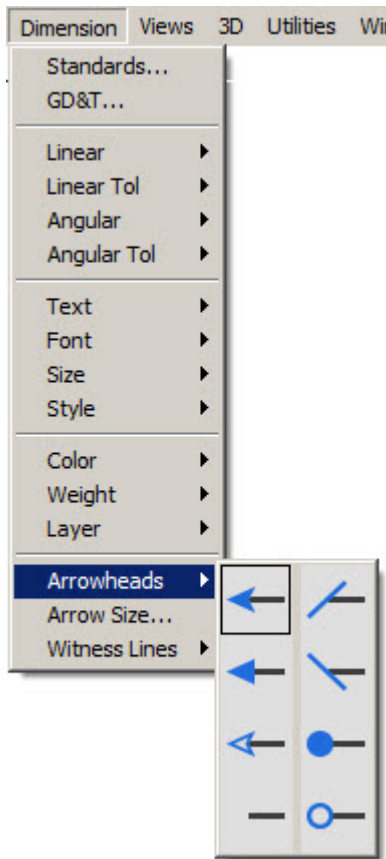 Dimension Views 3D Utilities
Standards...
GD&T...
Linear
Linear Tol
Angular
Angular Tol
Text
Font
Size
Style
Color
Weight
Layer
Arrowheads
Arrow Size...
Witness Lines